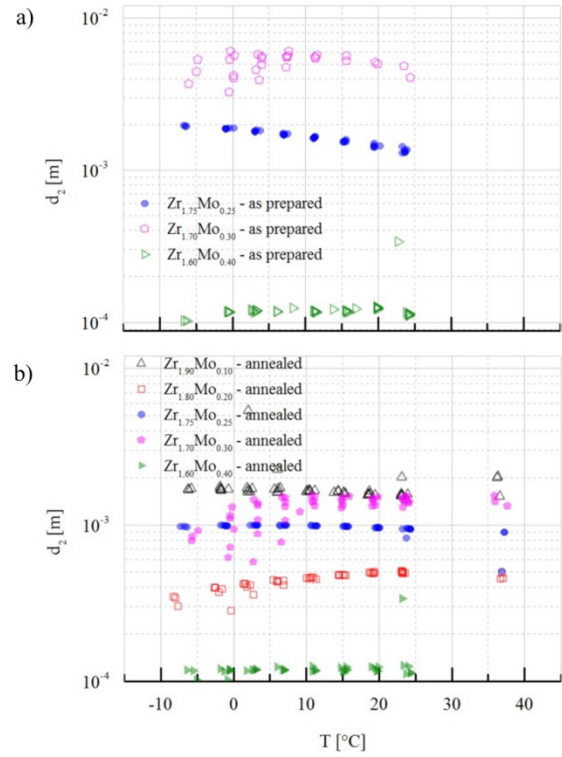 a)
10⁻²
10⁻³
10⁻⁴
d₂ [m]
Zr₁.₇₅Mo₀.₂₅ - as prepared
Zr₁.₇₀Mo₀.₃₀ - as prepared
Zr₁.₆₀Mo₀.₄₀ - as prepared
b)
10⁻²
10⁻³
10⁻⁴
d₂ [m]
Zr₁.₉₀Mo₀.₁₀ - annealed
Zr₁.₈₀Mo₀.₂₀ - annealed
Zr₁.₇₅Mo₀.₂₅ - annealed
Zr₁.₇₀Mo₀.₃₀ - annealed
Zr₁.₆₀Mo₀.₄₀ - annealed
-10 0 10 20 30 40
T [°C]